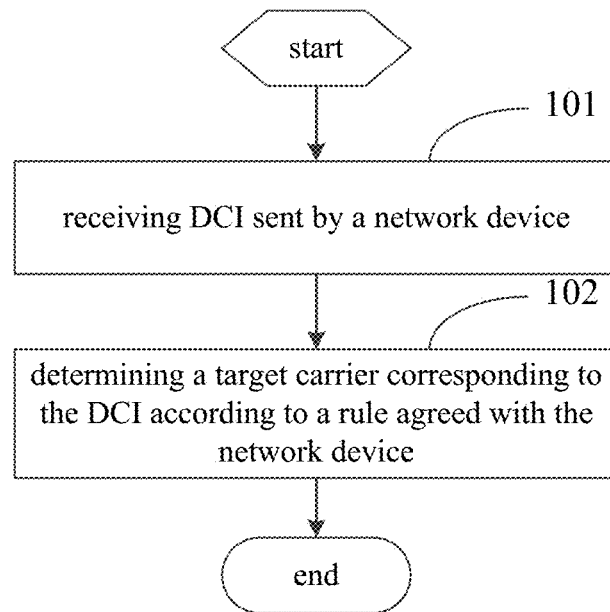 start
101
receiving DCI sent by a network device
102
determining a target carrier corresponding to
the DCI according to a rule agreed with the
network device
end